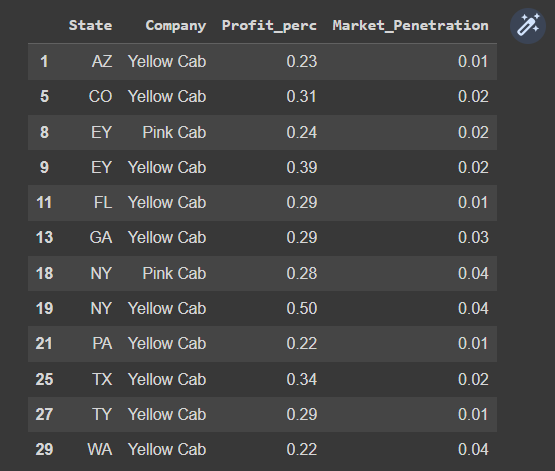 State Company Profit_perc Market_Penetration
1 AZ Yellow Cab 0.23 0.01
5 CO Yellow Cab 0.31 0.02
8 EY Pink Cab 0.24 0.02
9 EY Yellow Cab 0.39 0.02
11 FL Yellow Cab 0.29 0.01
13 GA Yellow Cab 0.29 0.03
18 NY Pink Cab 0.28 0.04
19 NY Yellow Cab 0.50 0.04
21 PA Yellow Cab 0.22 0.01
25 TX Yellow Cab 0.34 0.02
27 TY Yellow Cab 0.29 0.01
29 WA Yellow Cab 0.22 0.04